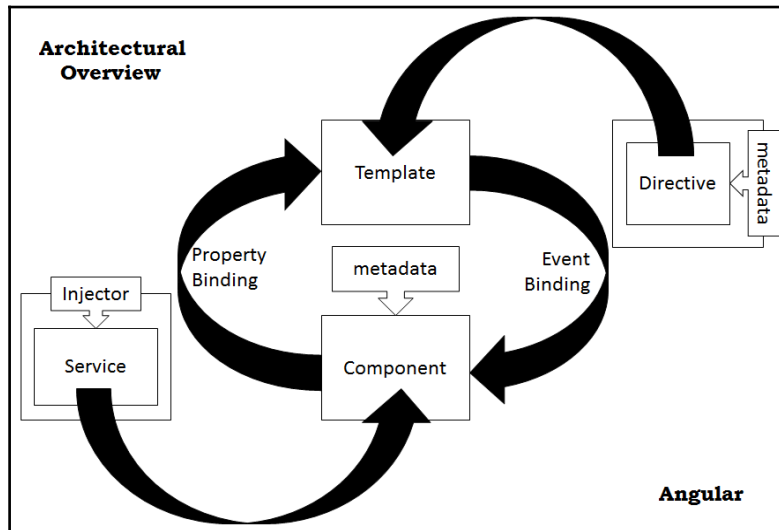 Architectural
Overview
Template
Directive
metadata
Property
Binding
metadata
Event
Binding
Injector
Service
Component
Angular